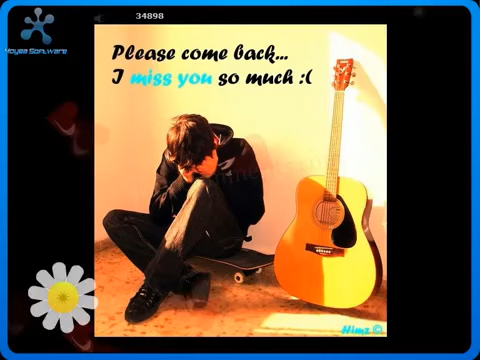 34898
Moyea Software
Please come back...
I miss you so much :(
Himz ©